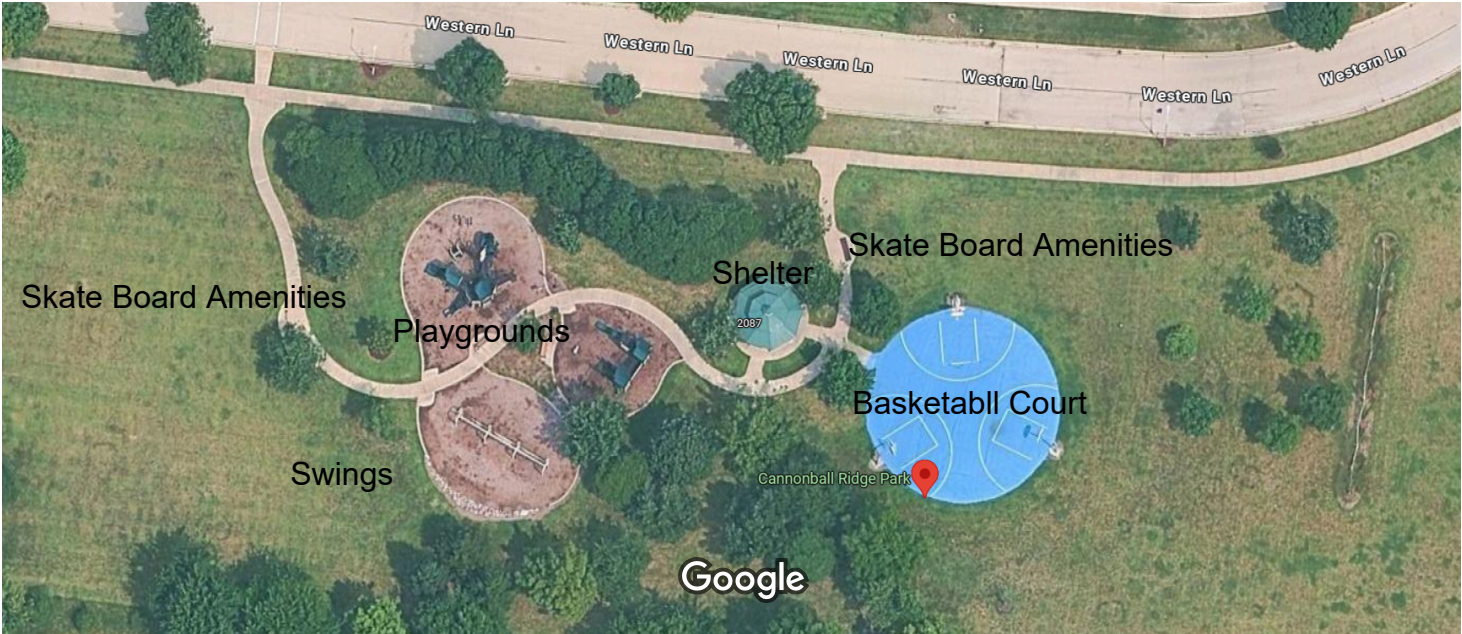 Western Ln
Western Ln
Western Ln
Western Ln
Western Ln
Western Ln
Skate Board Amenities
Shelter
Skate Board Amenities
2087
Playgrounds
Basketabll Court
Swings
Cannonball Ridge Park
Google